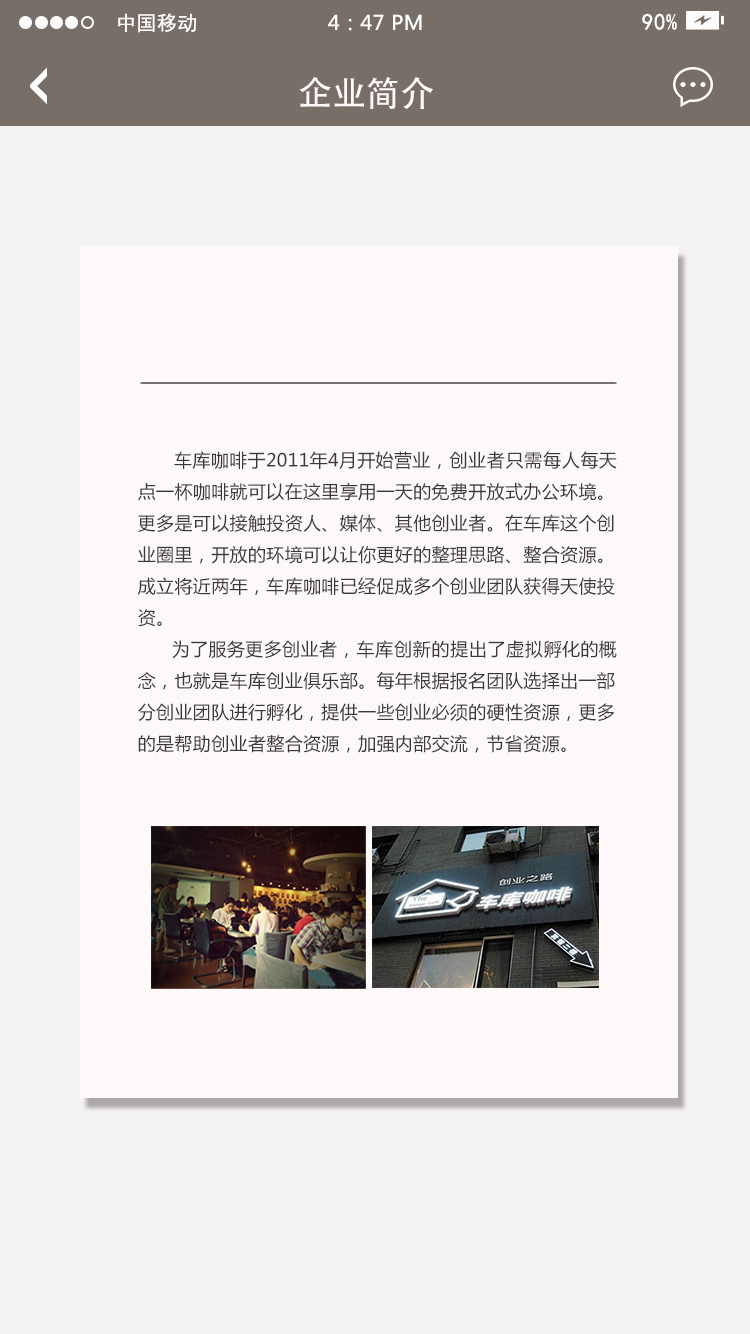 中国移动 4 : 47 PM 90%
企业简介
车库咖啡于2011年4月开始营业，创业者只需每人每天
点一杯咖啡就可以在这里享用一天的免费开放式办公环境。
更多是可以接触投资人、媒体、其他创业者。在车库这个创
业圈里，开放的环境可以让你更好的整理思路、整合资源。
成立将近两年，车库咖啡已经促成多个创业团队获得天使投
资。
为了服务更多创业者，车库创新的提出了虚拟孵化的概
念，也就是车库创业俱乐部。每年根据报名团队选择出一部
分创业团队进行孵化，提供一些创业必须的硬性资源，更多
的是帮助创业者整合资源，加强内部交流，节省资源。
创业之路
The
车库咖啡